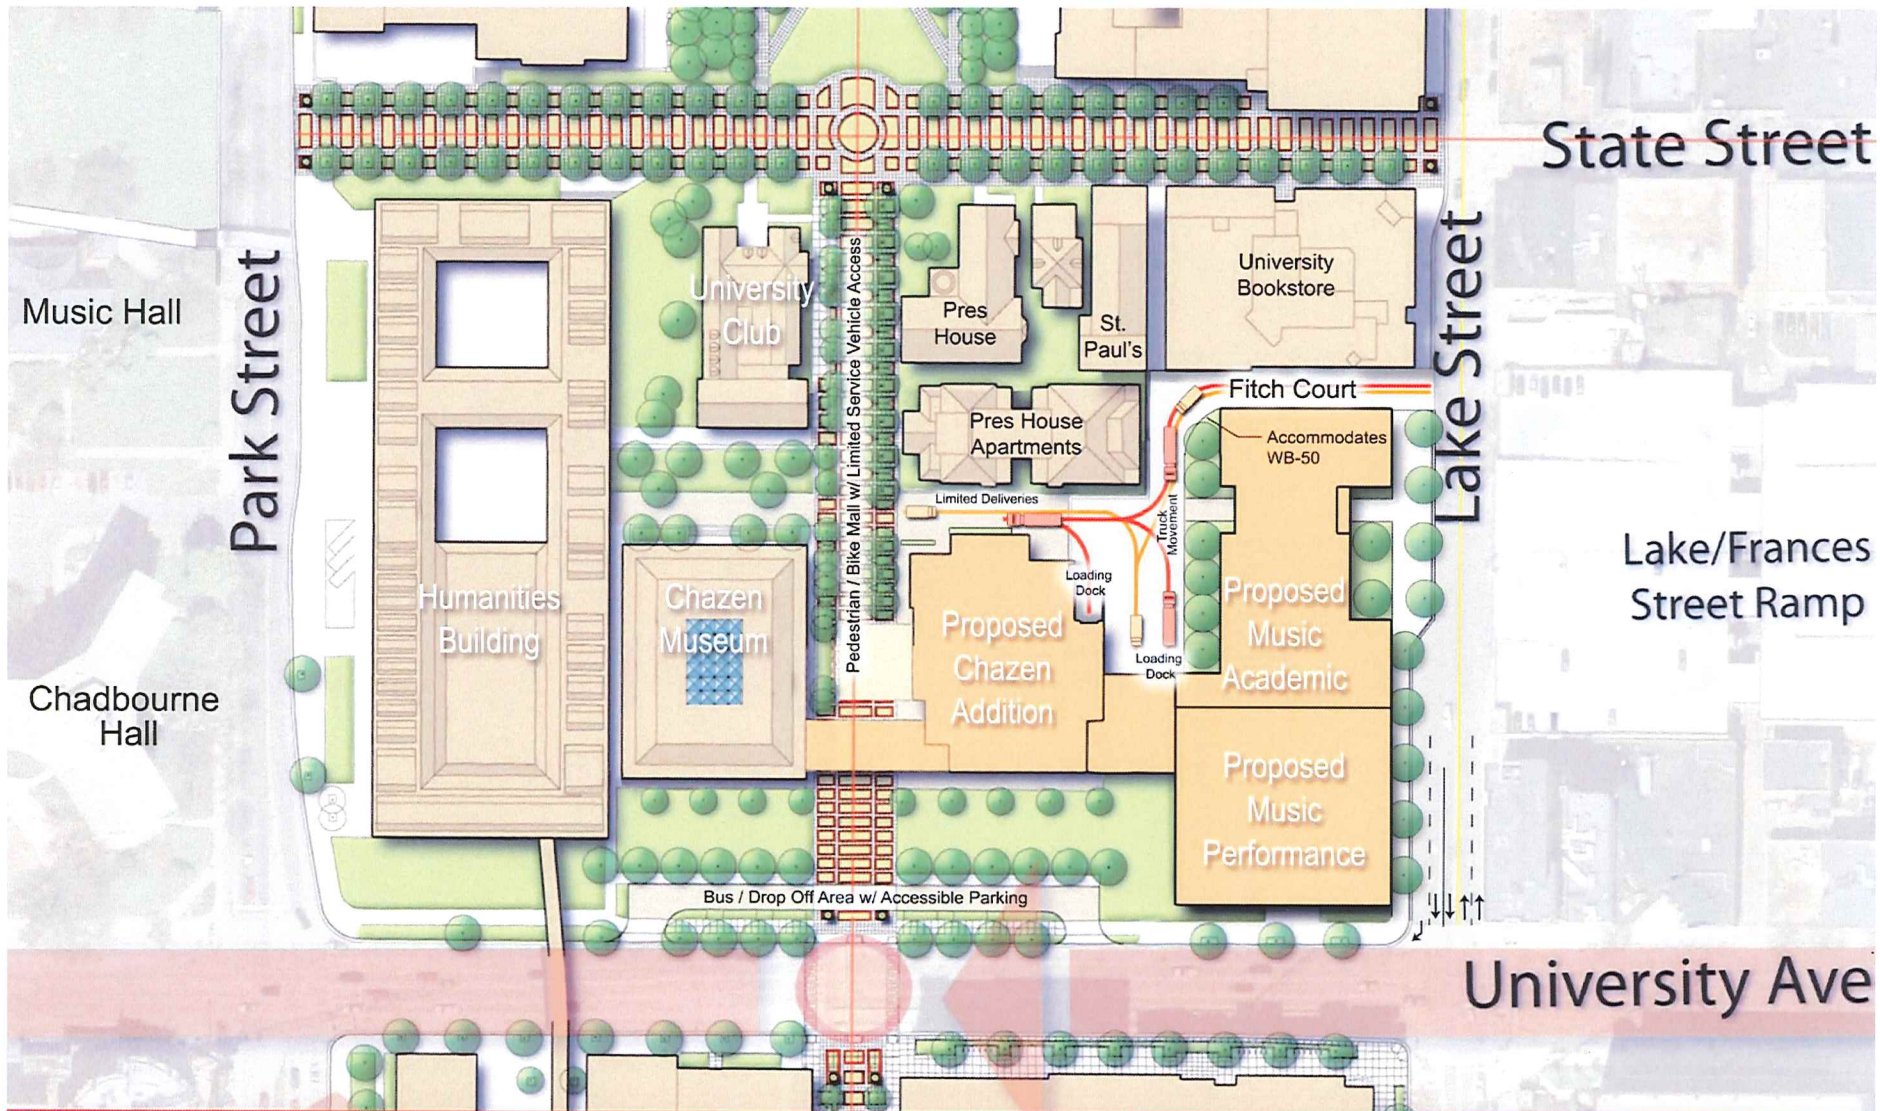 State Street
Park Street
Music Hall
University
Club
Pedestrian / Bike Mall w/ Limited Service Vehicle Access
Pres
House
St.
Paul's
University
Bookstore
Lake Street
Fitch Court
Pres House
Apartments
Accommodates
WB-50
Limited Deliveries
Truck
Movement
Lake/Frances
Street Ramp
Humanities
Building
Chazen
Museum
Loading
Dock
Proposed
Chazen
Addition
Proposed
Music
Academic
Loading
Dock
Chadbourne
Hall
Proposed
Music
Performance
Bus / Drop Off Area w/ Accessible Parking
University Ave